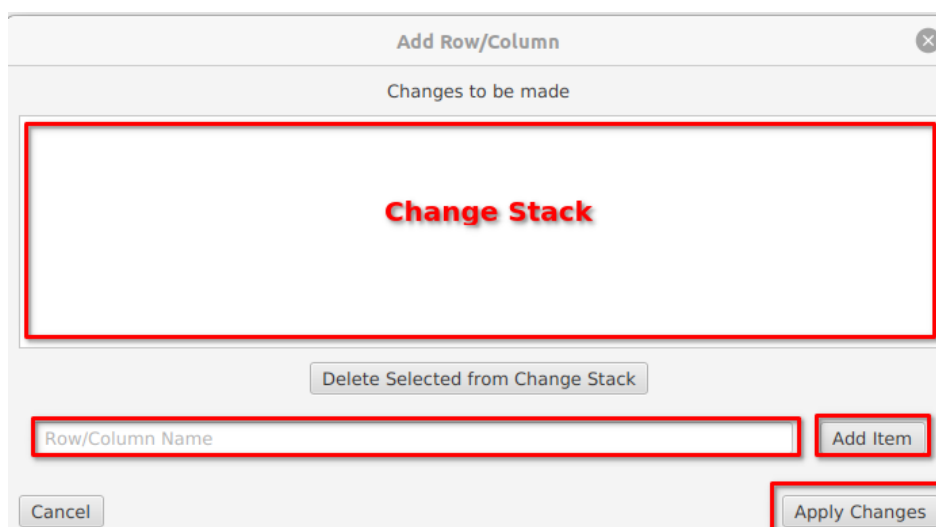 Add Row/Column
Changes to be made
Change Stack
Delete Selected from Change Stack
Row/Column Name
Add Item
Cancel
Apply Changes